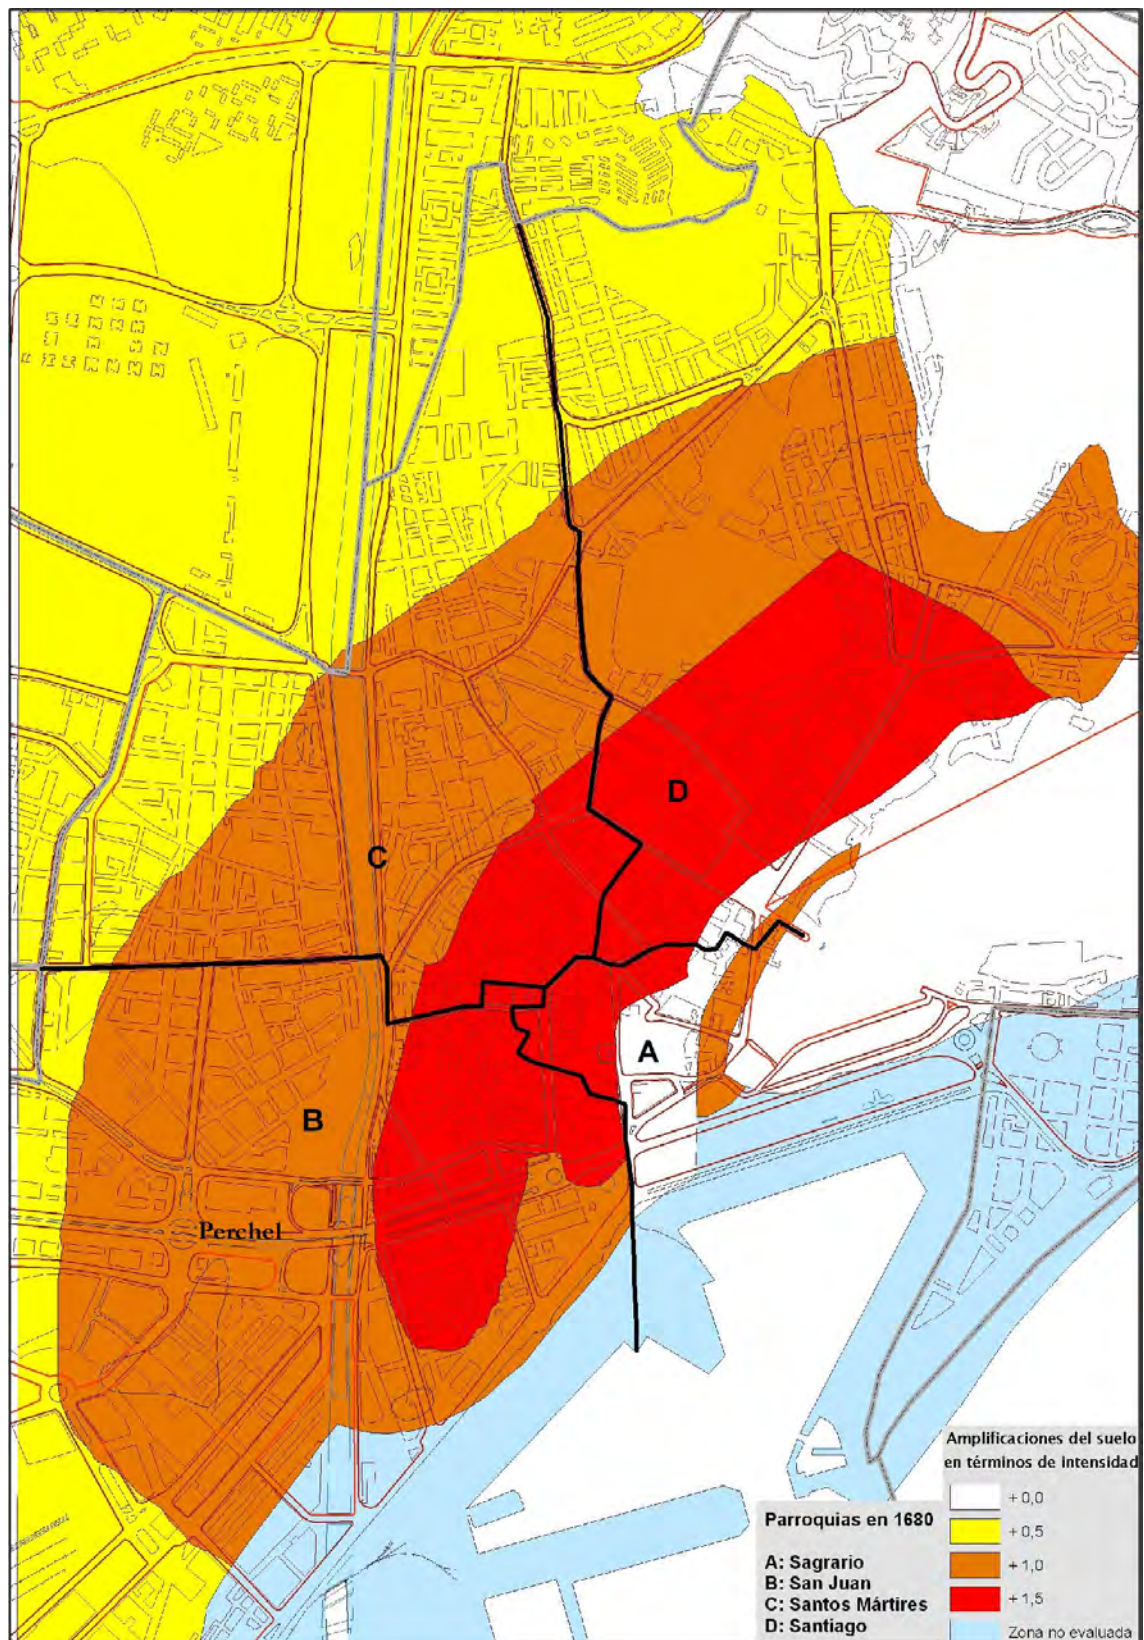 D
C
A
B
Perchel
Amplificaciones del suelo
en términos de intensidad
+ 0,0
+ 0,5
+ 1,0
+ 1,5
Zona no evaluada
Parroquias en 1680
A: Sagrario
B: San Juan
C: Santos Mártires
D: Santiago